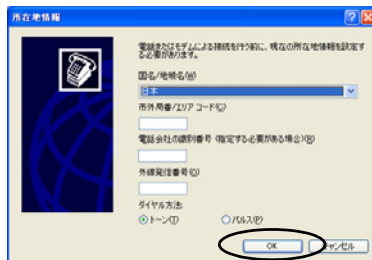 所在地情報
電話またはモデムによる接続を行う前に、現在の所在地情報を設定す
る必要があります。
国名/地域名(W)
日本
市外局番/エリア コード(C)
電話会社の識別番号 (指定する必要がある場合)(R)
外線発信番号(O)
ダイヤル方法:
トーン(T) パルス(P)
OK キャンセル